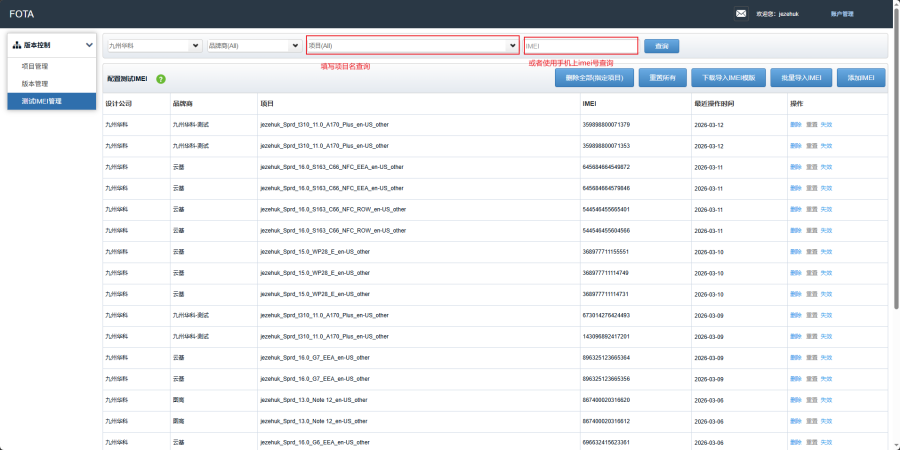 FOTA
欢迎您: jezehuk
账户管理
版本控制
项目管理
版本管理
测试IMEI管理
九州华科
品牌商(All)
项目(All)
IMEI
查询
填写项目名查询
或者使用手机上imei号查询
配置测试IMEI ?
删除全部(指定项目)
重置所有
下载导入IMEI模版
批量导入IMEI
添加IMEI
设计公司 品牌商 项目 IMEI 最近操作时间 操作
九州华科 九州华科-测试 jezehuk_Sprd_t310_11.0_A170_Plus_en-US_other 359898800071379 2026-03-12 删除 重置 失效
九州华科 九州华科-测试 jezehuk_Sprd_t310_11.0_A170_Plus_en-US_other 359898800071353 2026-03-12 删除 重置 失效
九州华科 云基 jezehuk_Sprd_16.0_S163_C66_NFC_EEA_en-US_other 645684664549872 2026-03-11 删除 重置 失效
九州华科 云基 jezehuk_Sprd_16.0_S163_C66_NFC_EEA_en-US_other 645684664579846 2026-03-11 删除 重置 失效
九州华科 云基 jezehuk_Sprd_16.0_S163_C66_NFC_ROW_en-US_other 544546455665401 2026-03-11 删除 重置 失效
九州华科 云基 jezehuk_Sprd_16.0_S163_C66_NFC_ROW_en-US_other 544546455604566 2026-03-11 删除 重置 失效
九州华科 云基 jezehuk_Sprd_15.0_WP28_E_en-US_other 368977711155551 2026-03-10 删除 重置 失效
九州华科 云基 jezehuk_Sprd_15.0_WP28_E_en-US_other 368977711114749 2026-03-10 删除 重置 失效
九州华科 云基 jezehuk_Sprd_15.0_WP28_E_en-US_other 368977711114731 2026-03-10 删除 重置 失效
九州华科 九州华科-测试 jezehuk_Sprd_t310_11.0_A170_Plus_en-US_other 673014276424493 2026-03-09 删除 重置 失效
九州华科 九州华科-测试 jezehuk_Sprd_t310_11.0_A170_Plus_en-US_other 143096892417201 2026-03-09 删除 重置 失效
九州华科 云基 jezehuk_Sprd_16.0_G7_EEA_en-US_other 896325123665364 2026-03-09 删除 重置 失效
九州华科 云基 jezehuk_Sprd_16.0_G7_EEA_en-US_other 896325123665356 2026-03-09 删除 重置 失效
九州华科 jezehuk_Sprd_13.0_Note 12_en-US_other 867400020316620 2026-03-06 删除 重置 失效
九州华科 jezehuk_Sprd_13.0_Note 12_en-US_other 867400020316612 2026-03-06 删除 重置 失效
九州华科 云基 jezehuk_Sprd_16.0_G6_EEA_en-US_other 696632415623361 2026-03-06 删除 重置 失效